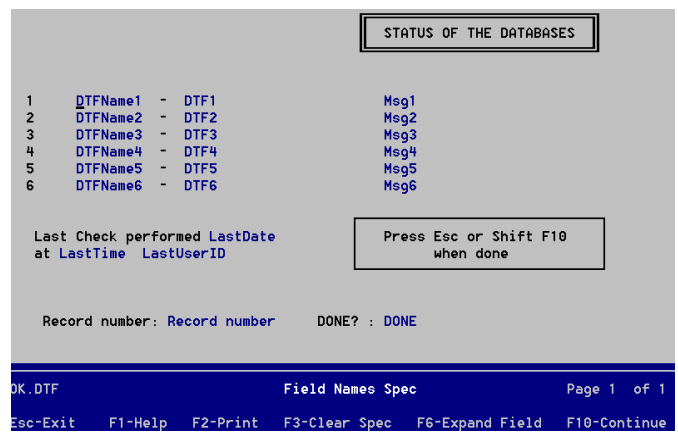 STATUS OF THE DATABASES
1 DTFName1 - DTF1 Msg1
2 DTFName2 - DTF2 Msg2
3 DTFName3 - DTF3 Msg3
4 DTFName4 - DTF4 Msg4
5 DTFName5 - DTF5 Msg5
6 DTFName6 - DTF6 Msg6
Last Check performed LastDate
at LastTime LastUserID
Press Esc or Shift F10
when done
Record number: Record number DONE? : DONE
OK.DTF Field Names Spec Page 1 of 1
Esc-Exit F1-Help F2-Print F3-Clear Spec F6-Expand Field F10-Continue